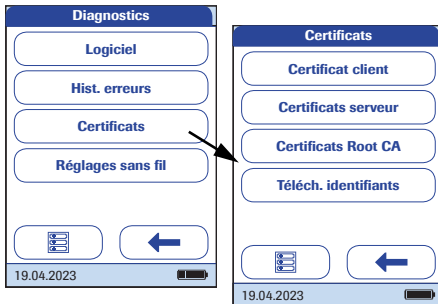 Diagnostics
Logiciel
Hist. erreurs
Certificats
Réglages sans fil
19.04.2023
Certificats
Certificat client
Certificats serveur
Certificats Root CA
Téléch. identifiants
19.04.2023